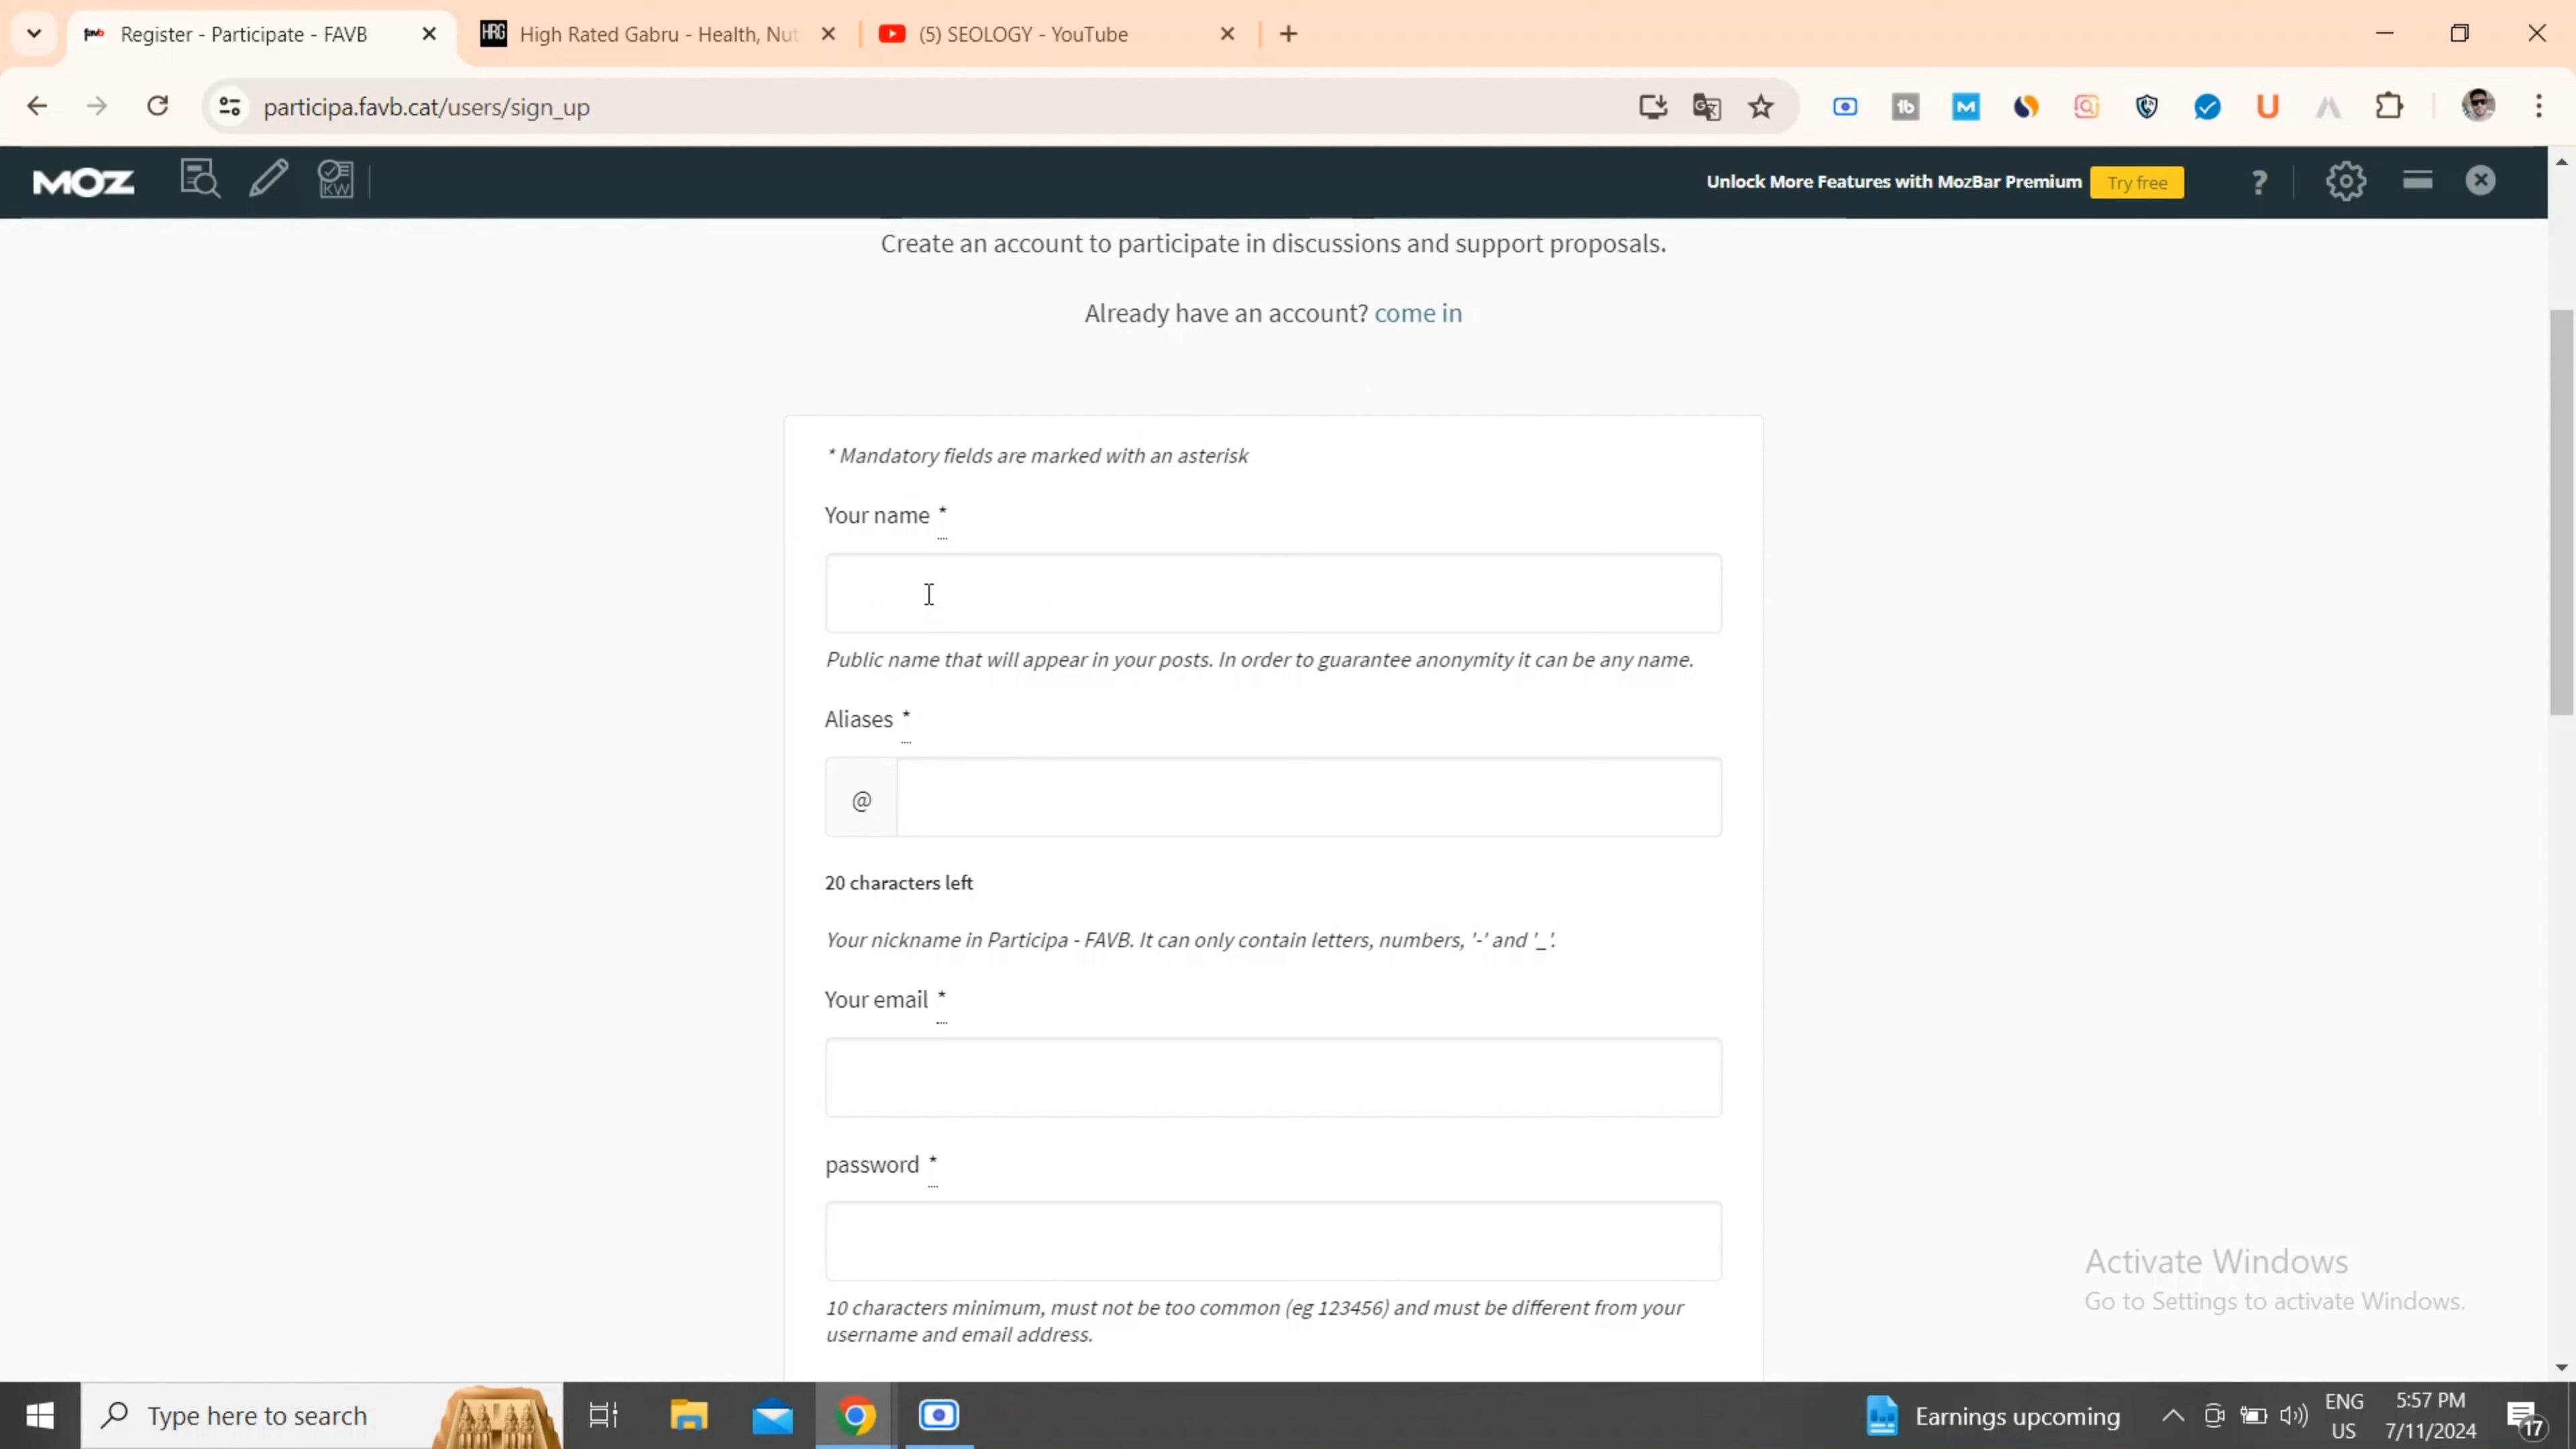 Register - Participate - FAVB
HRG High Rated Gabru - Health, Nut
(5) SEOLOGY - YouTube
participa.favb.cat/users/sign_up
MOZ
KW
Unlock More Features with MozBar Premium Try free ?
Create an account to participate in discussions and support proposals.
Already have an account? come in
* Mandatory fields are marked with an asterisk
Your name *
Public name that will appear in your posts. In order to guarantee anonymity it can be any name.
Aliases *
@
20 characters left
Your nickname in Participa - FAVB. It can only contain letters, numbers, '-' and '_'.
Your email *
password *
10 characters minimum, must not be too common (eg 123456) and must be different from your
username and email address.
Activate Windows
Go to Settings to activate Windows.
Type here to search
Earnings upcoming
ENG
US
5:57 PM
7/11/2024
17